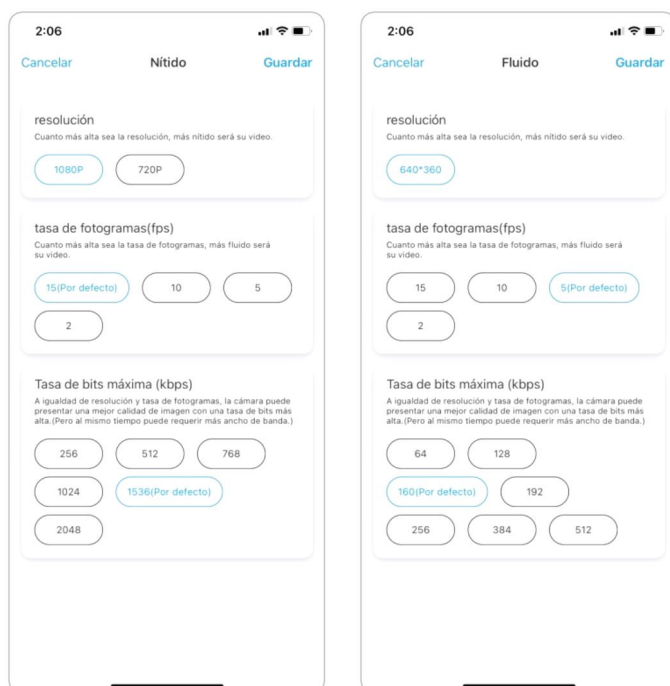 2:06
Cancelar Nítido Guardar
resolución
Cuanto más alta sea la resolución, más nítido será su video.
1080P 720P
tasa de fotogramas(fps)
Cuanto más alta sea la tasa de fotogramas, más fluido será
su video.
15(Por defecto) 10 5
2
Tasa de bits máxima (kbps)
A igualdad de resolución y tasa de fotogramas, la cámara puede
presentar una mejor calidad de imagen con una tasa de bits más
alta.(Pero al mismo tiempo puede requerir más ancho de banda.)
256 512 768
1024 1536(Por defecto)
2048
2:06
Cancelar Fluido Guardar
resolución
Cuanto más alta sea la resolución, más nítido será su video.
640*360
tasa de fotogramas(fps)
Cuanto más alta sea la tasa de fotogramas, más fluido será
su video.
15 10 5(Por defecto)
2
Tasa de bits máxima (kbps)
A igualdad de resolución y tasa de fotogramas, la cámara puede
presentar una mejor calidad de imagen con una tasa de bits más
alta.(Pero al mismo tiempo puede requerir más ancho de banda.)
64 128
160(Por defecto) 192
256 384 512